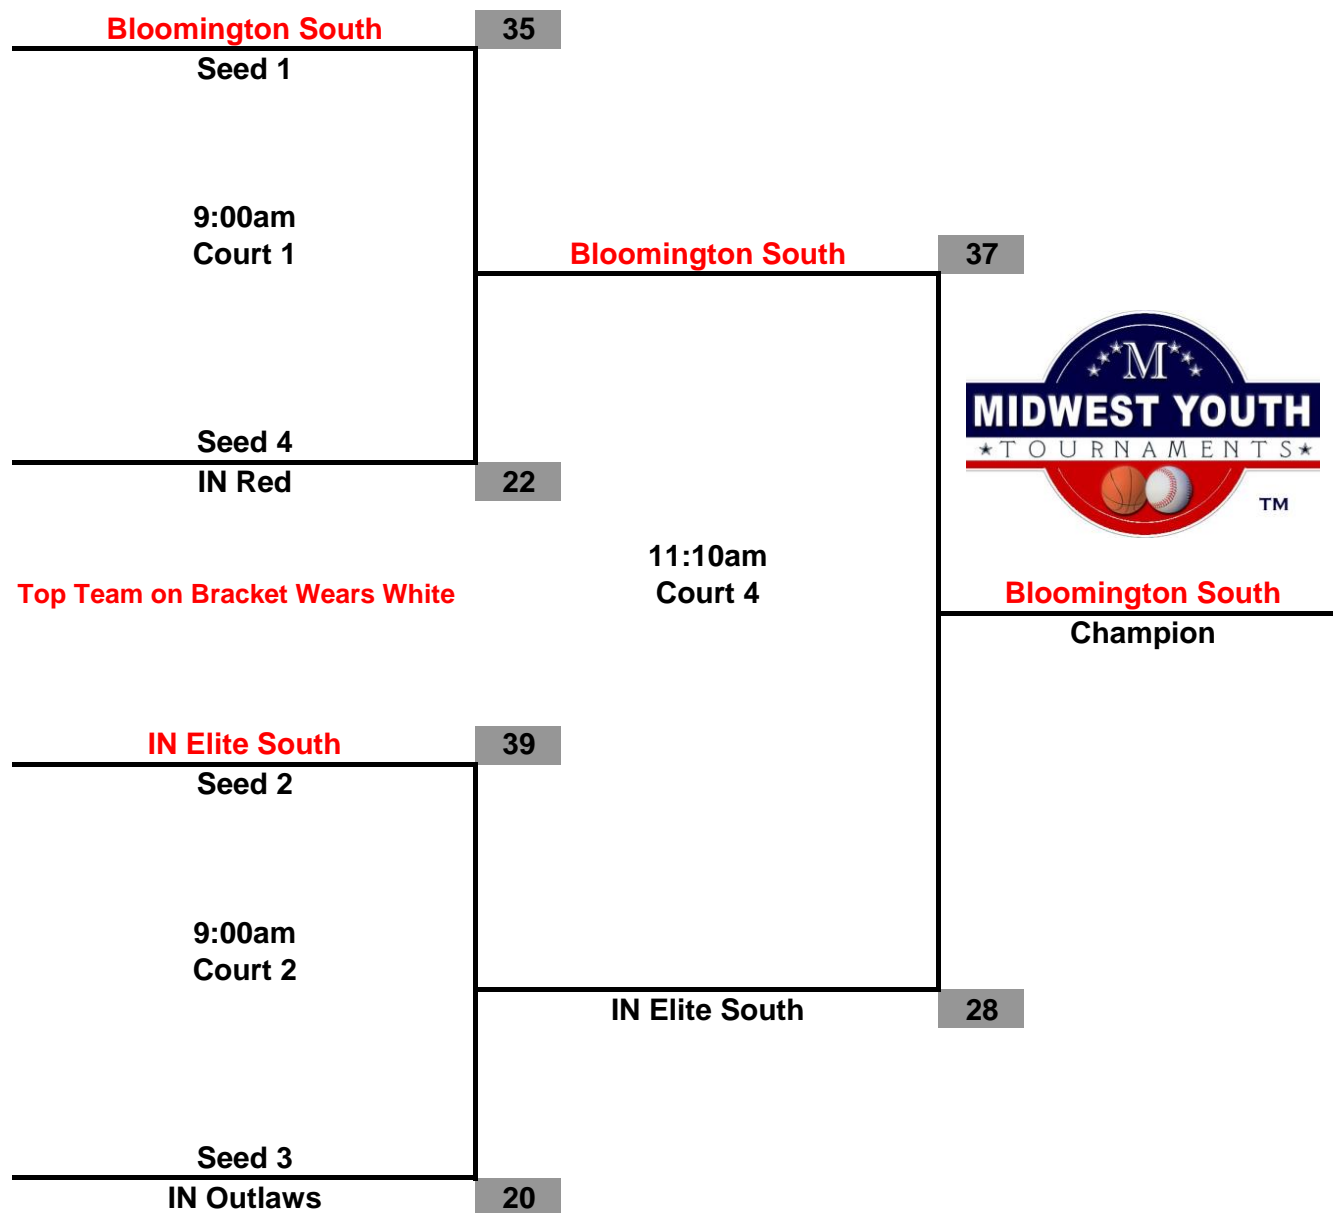 Bloomington South 35
Seed 1
9:00am
Court 1
Bloomington South 37
M
MIDWEST YOUTH
TOURNAMENTS
TM
Seed 4
IN Red 22
11:10am
Court 4
Top Team on Bracket Wears White
Bloomington South
Champion
IN Elite South 39
Seed 2
9:00am
Court 2
IN Elite South 28
Seed 3
IN Outlaws 20